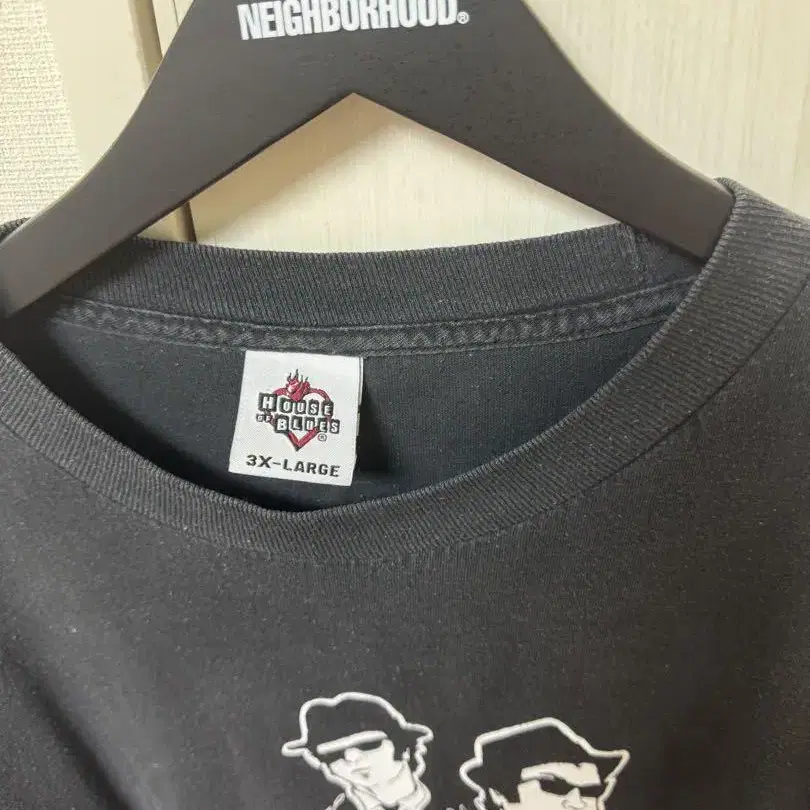 NEIGHBORHOOD®
HOUSE
OF BLUES®
3X-LARGE